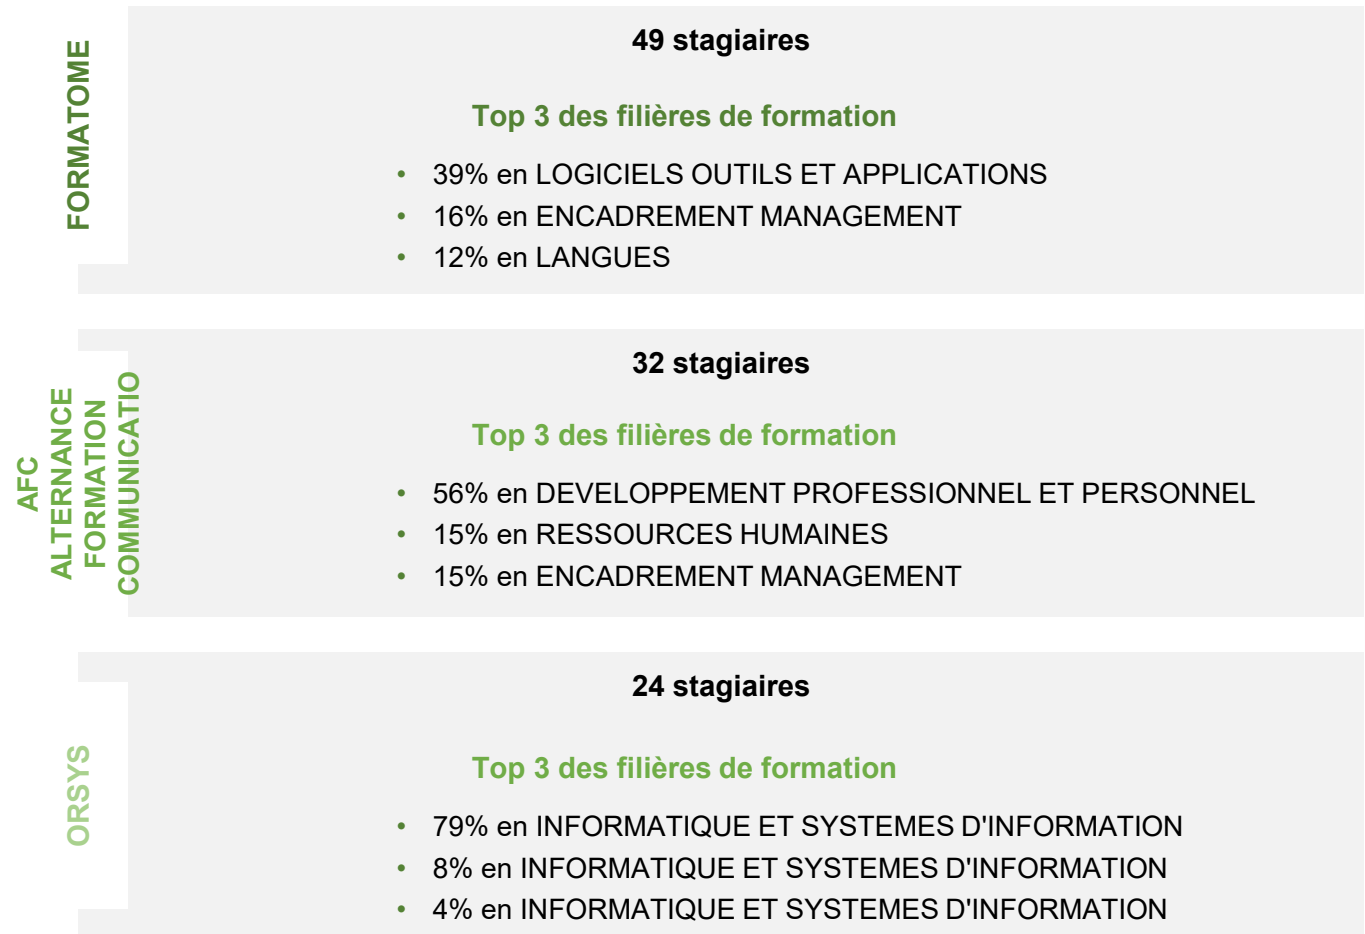 FORMATOME
49 stagiaires
Top 3 des filières de formation
• 39% en LOGICIELS OUTILS ET APPLICATIONS
• 16% en ENCADREMENT MANAGEMENT
• 12% en LANGUES
AFC
ALTERNANCE
FORMATION
COMMUNICATIO
32 stagiaires
Top 3 des filières de formation
• 56% en DEVELOPPEMENT PROFESSIONNEL ET PERSONNEL
• 15% en RESSOURCES HUMAINES
• 15% en ENCADREMENT MANAGEMENT
ORSYS
24 stagiaires
Top 3 des filières de formation
• 79% en INFORMATIQUE ET SYSTEMES D'INFORMATION
• 8% en INFORMATIQUE ET SYSTEMES D'INFORMATION
• 4% en INFORMATIQUE ET SYSTEMES D'INFORMATION